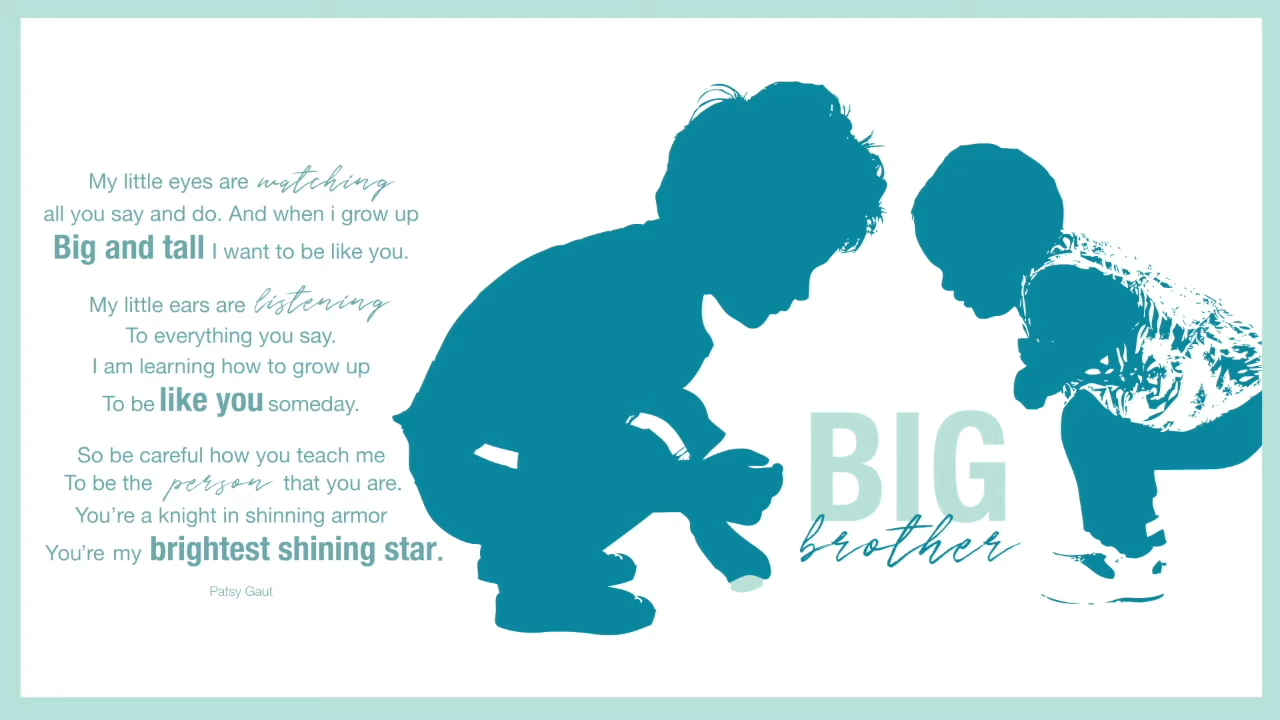 My little eyes are watching
all you say and do. And when i grow up
Big and tall I want to be like you.
My little ears are listening
To everything you say.
I am learning how to grow up
To be like you someday.
So be careful how you teach me
To be the person that you are.
You're a knight in shinning armor
You're my brightest shining star.
Patsy Gaut
BIG
brother